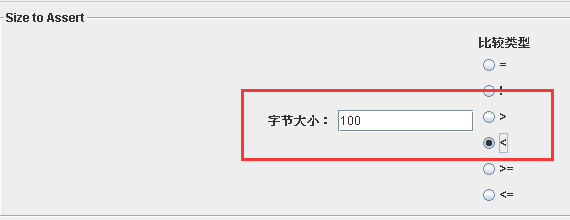 Size to Assert
比较类型
=
!
字节大小： 100
>
<
>=
<=